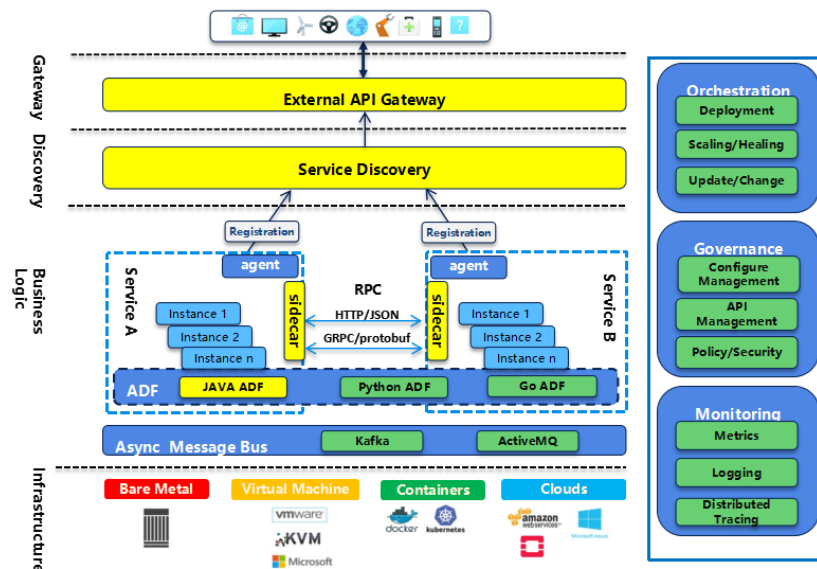 Gateway
External API Gateway
Discovery
Service Discovery
Registration
Registration
Business
Logic
Service A
agent
sidecar
Instance 1
Instance 2
Instance n
RPC
HTTP/JSON
GRPC/protobuf
agent
sidecar
Instance 1
Instance 2
Instance n
Service B
ADF
JAVA ADF
Python ADF
Go ADF
Async Message Bus
Kafka
ActiveMQ
Infrastructure
Bare Metal
Virtual Machine
Containers
Clouds
vmware
KVM
Microsoft
docker
kubernetes
amazon
webservices
Microsoft Azure
Orchestration
Deployment
Scaling/Healing
Update/Change
Governance
Configure
Management
API
Management
Policy/Security
Monitoring
Metrics
Logging
Distributed
Tracing